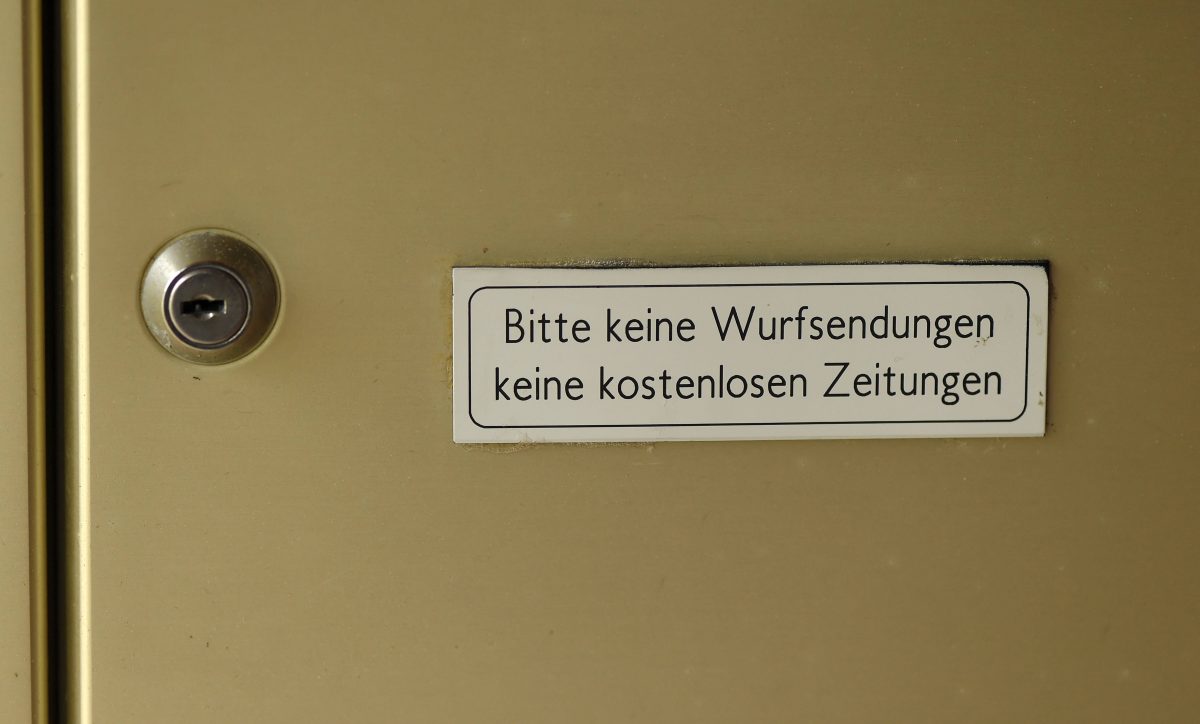 Bitte keine Wurfsendungen
keine kostenlosen Zeitungen